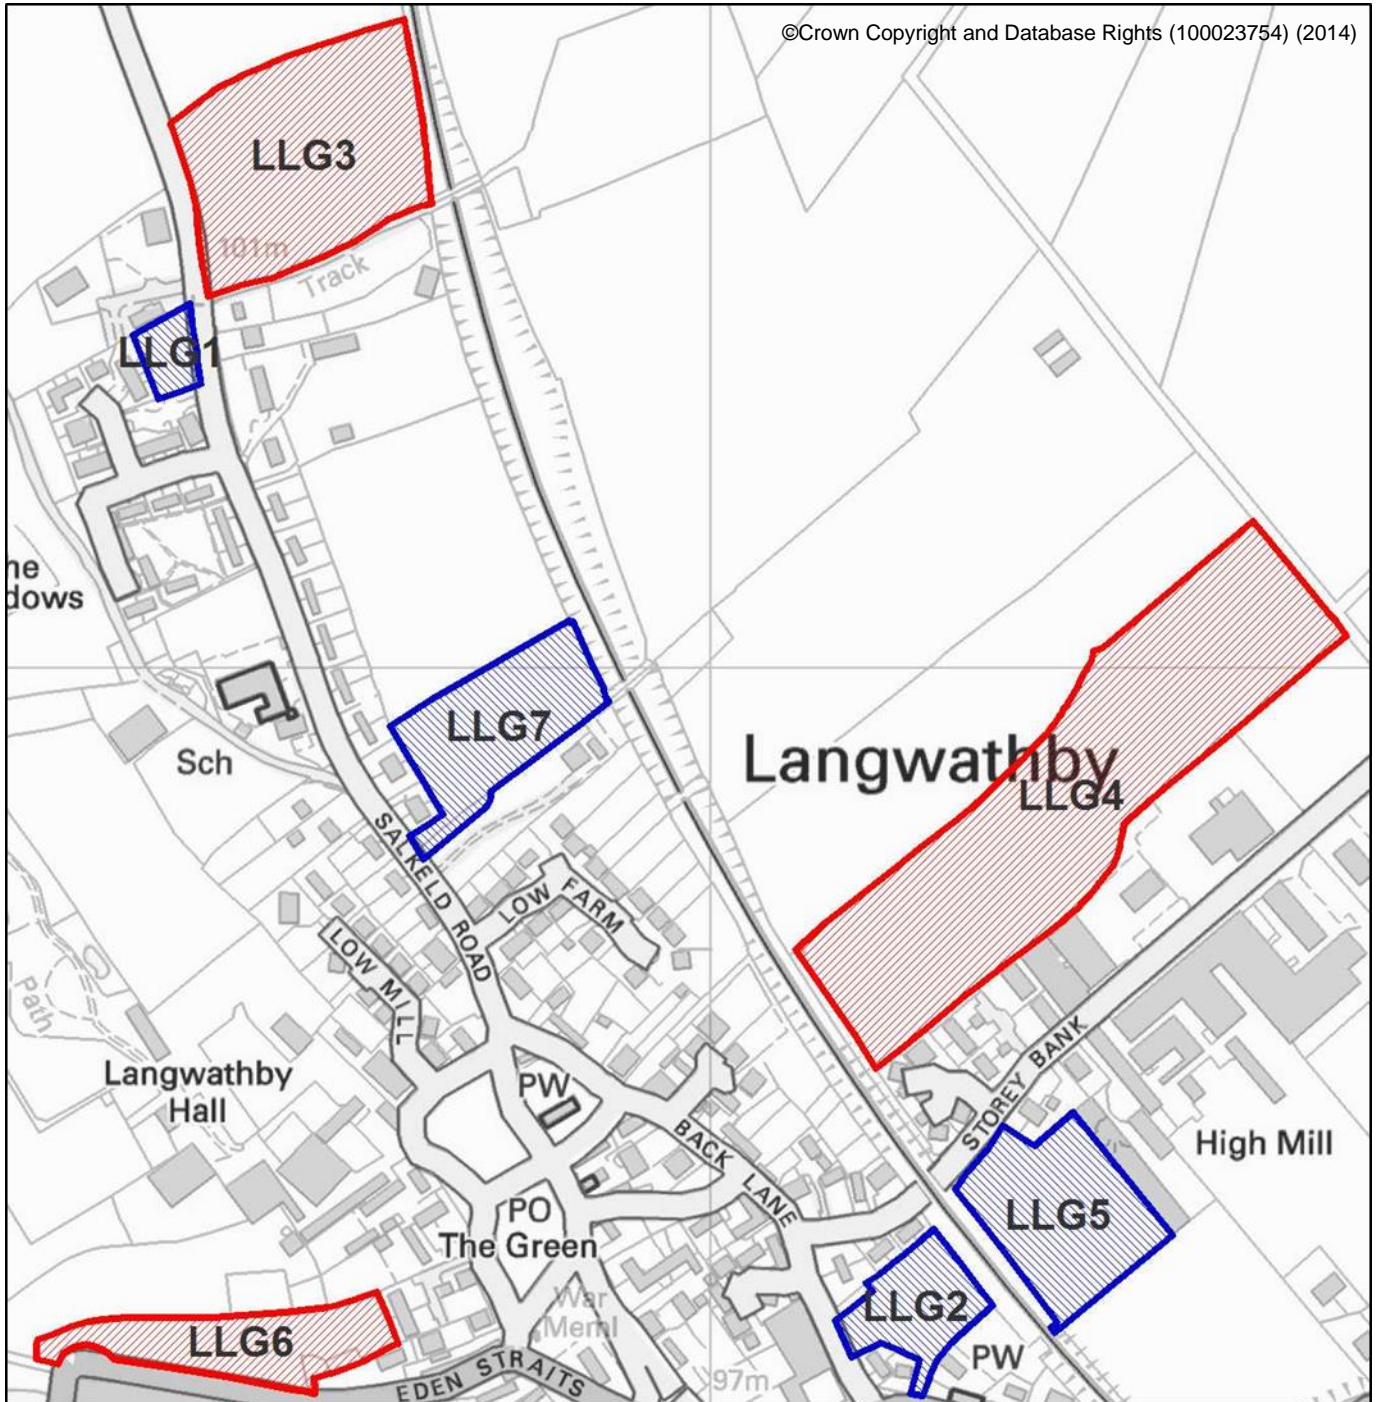 ©Crown Copyright and Database Rights (100023754) (2014)
LLG3
101m
Track
LLG1
dows
Sch
LLG7
Langwathby
LLG4
SALKELD ROAD
LOW FARM
LOW MILL
Path
Langwathby
Hall
PW
BACK LANE
STOREY BANK
High Mill
PO
The Green
LLG5
War
Meml
LLG2
LLG6
EDEN STRAITS
PW
97m